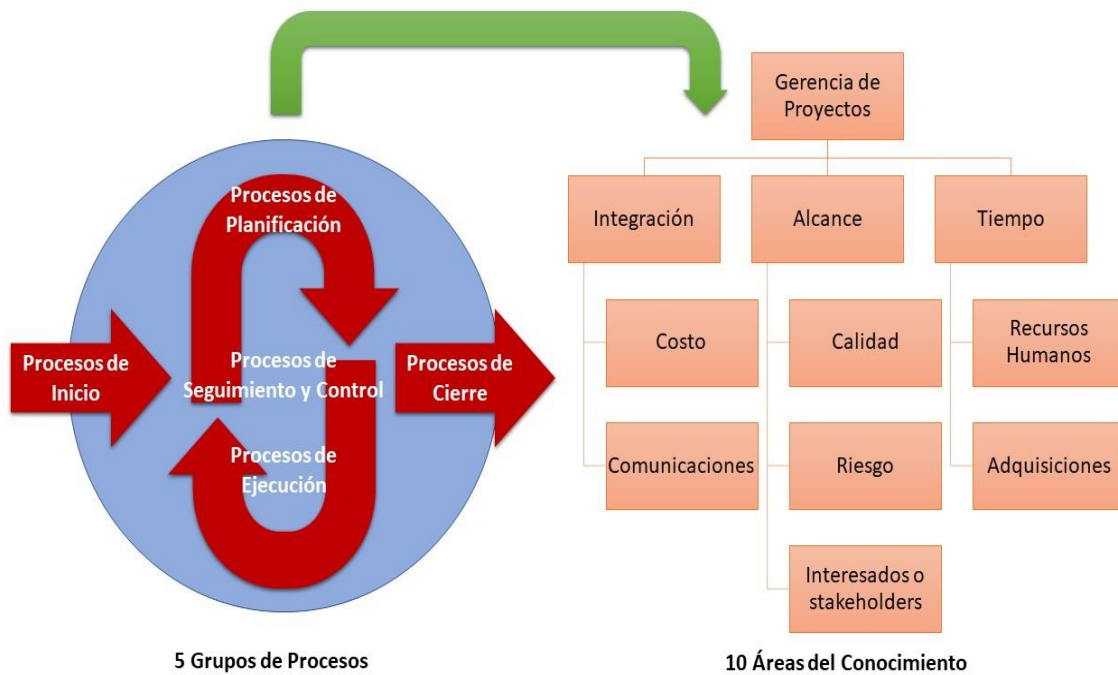 Procesos de
Planificación
Procesos de
Inicio
Procesos de
Seguimiento y Control
Procesos de
Cierre
Procesos de
Ejecución
5 Grupos de Procesos
Gerencia de
Proyectos
Integración
Alcance
Tiempo
Costo
Calidad
Recursos
Humanos
Comunicaciones
Riesgo
Adquisiciones
Interesados o
stakeholders
10 Áreas del Conocimiento